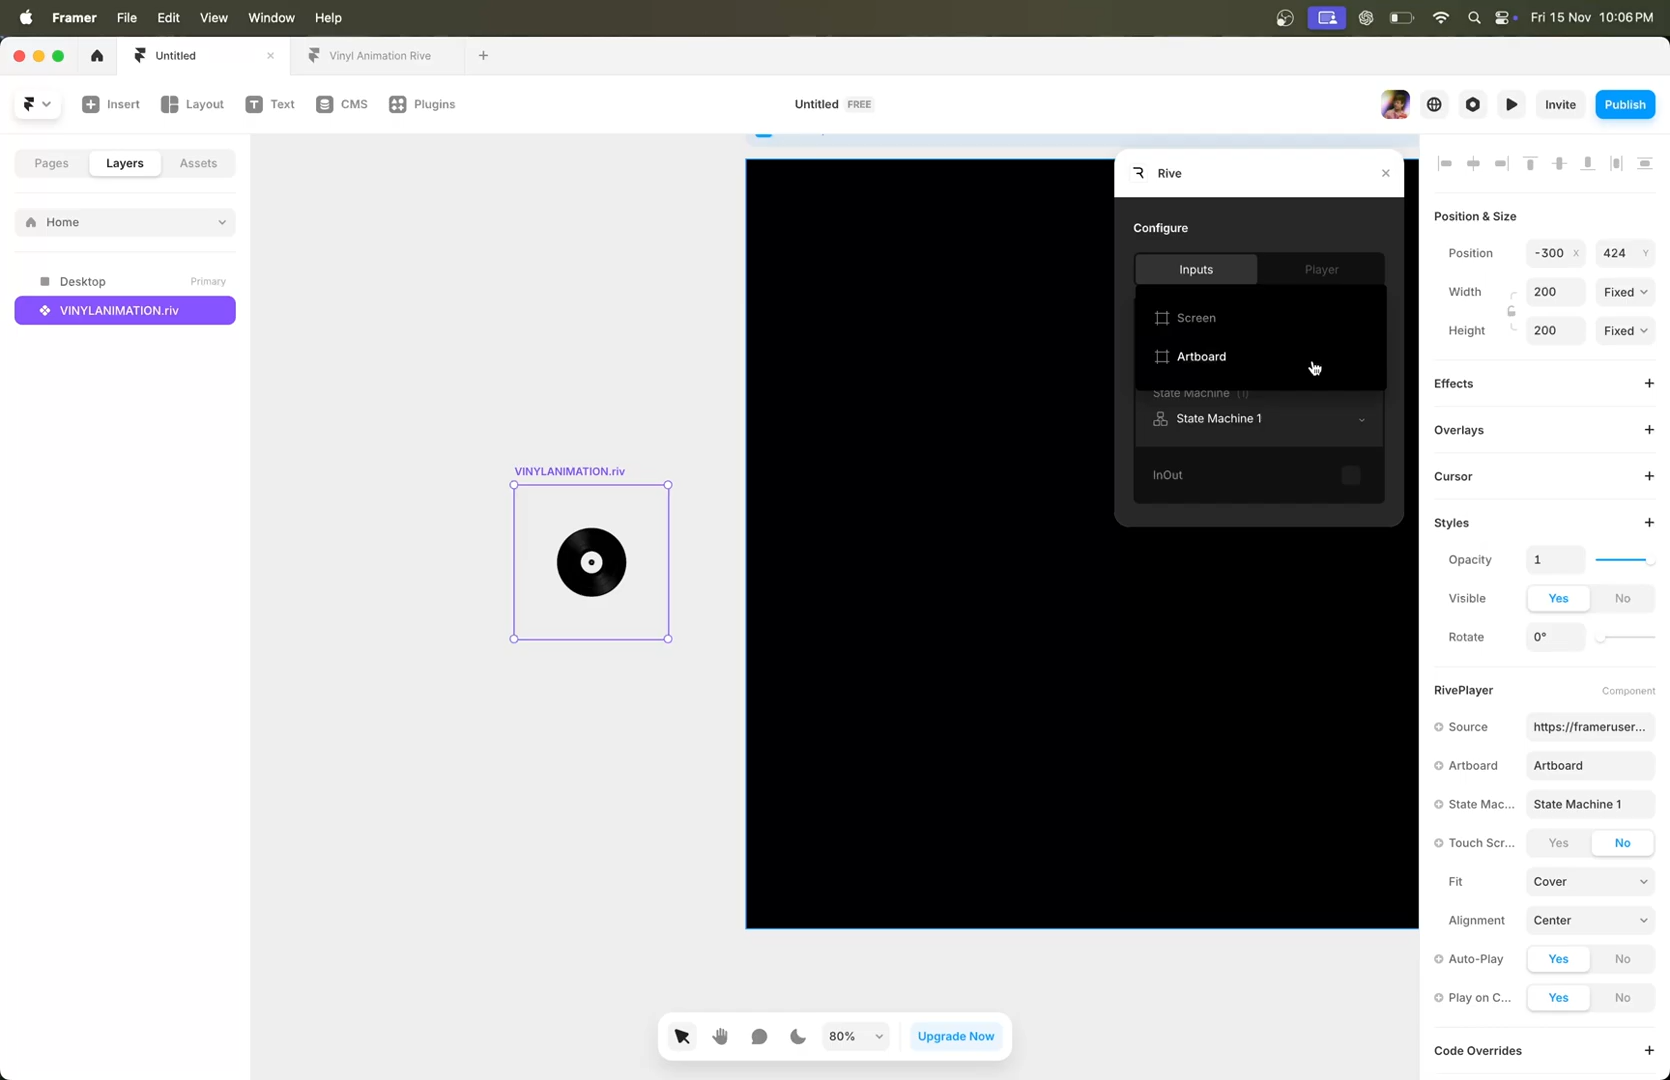 Framer File Edit View Window Help
Fri 15 Nov 10:06 PM
Untitled
Vinyl Animation Rive
Insert Layout Text CMS Plugins
Untitled FREE
Invite Publish
Pages Layers Assets
Home
Desktop Primary
VINYLANIMATION.riv
VINYLANIMATION.riv
Rive
Configure
Inputs Player
Screen
Artboard
State Machine (1)
State Machine 1
InOut
80%
Upgrade Now
Position & Size
Position -300 X 424 Y
Width 200 Fixed
Height 200 Fixed
Effects
Overlays
Cursor
Styles
Opacity 1
Visible Yes No
Rotate 0°
RivePlayer Component
Source https://frameruser...
Artboard Artboard
State Mac... State Machine 1
Touch Scr... Yes No
Fit Cover
Alignment Center
Auto-Play Yes No
Play on C... Yes No
Code Overrides